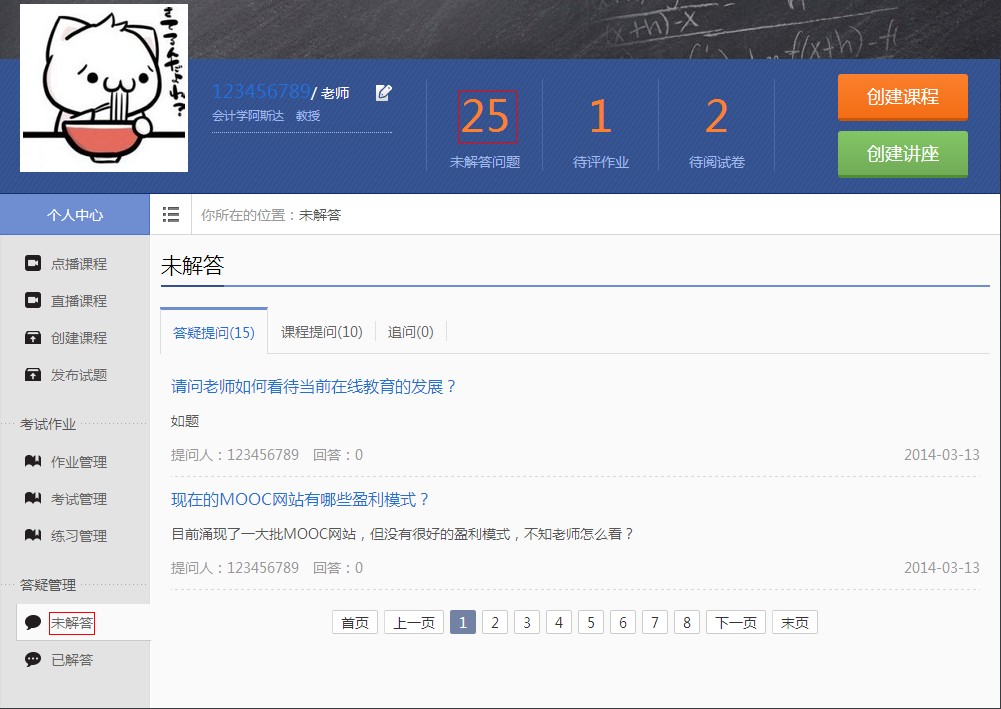 まてるんだよね?
(x+h)-x
f(x+h)-f(
123456789/ 老师
会计学阿斯达 教授
25
未解答问题
1
待评作业
2
待阅试卷
创建课程
创建讲座
个人中心
你所在的位置：未解答
点播课程
直播课程
创建课程
发布试题
考试作业
作业管理
考试管理
练习管理
答疑管理
未解答
已解答
未解答
答疑提问(15) 课程提问(10) 追问(0)
请问老师如何看待当前在线教育的发展？
如题
提问人：123456789 回答：0 2014-03-13
现在的MOOC网站有哪些盈利模式？
目前涌现了一大批MOOC网站，但没有很好的盈利模式，不知老师怎么看？
提问人：123456789 回答：0 2014-03-13
首页 上一页 1 2 3 4 5 6 7 8 下一页 末页